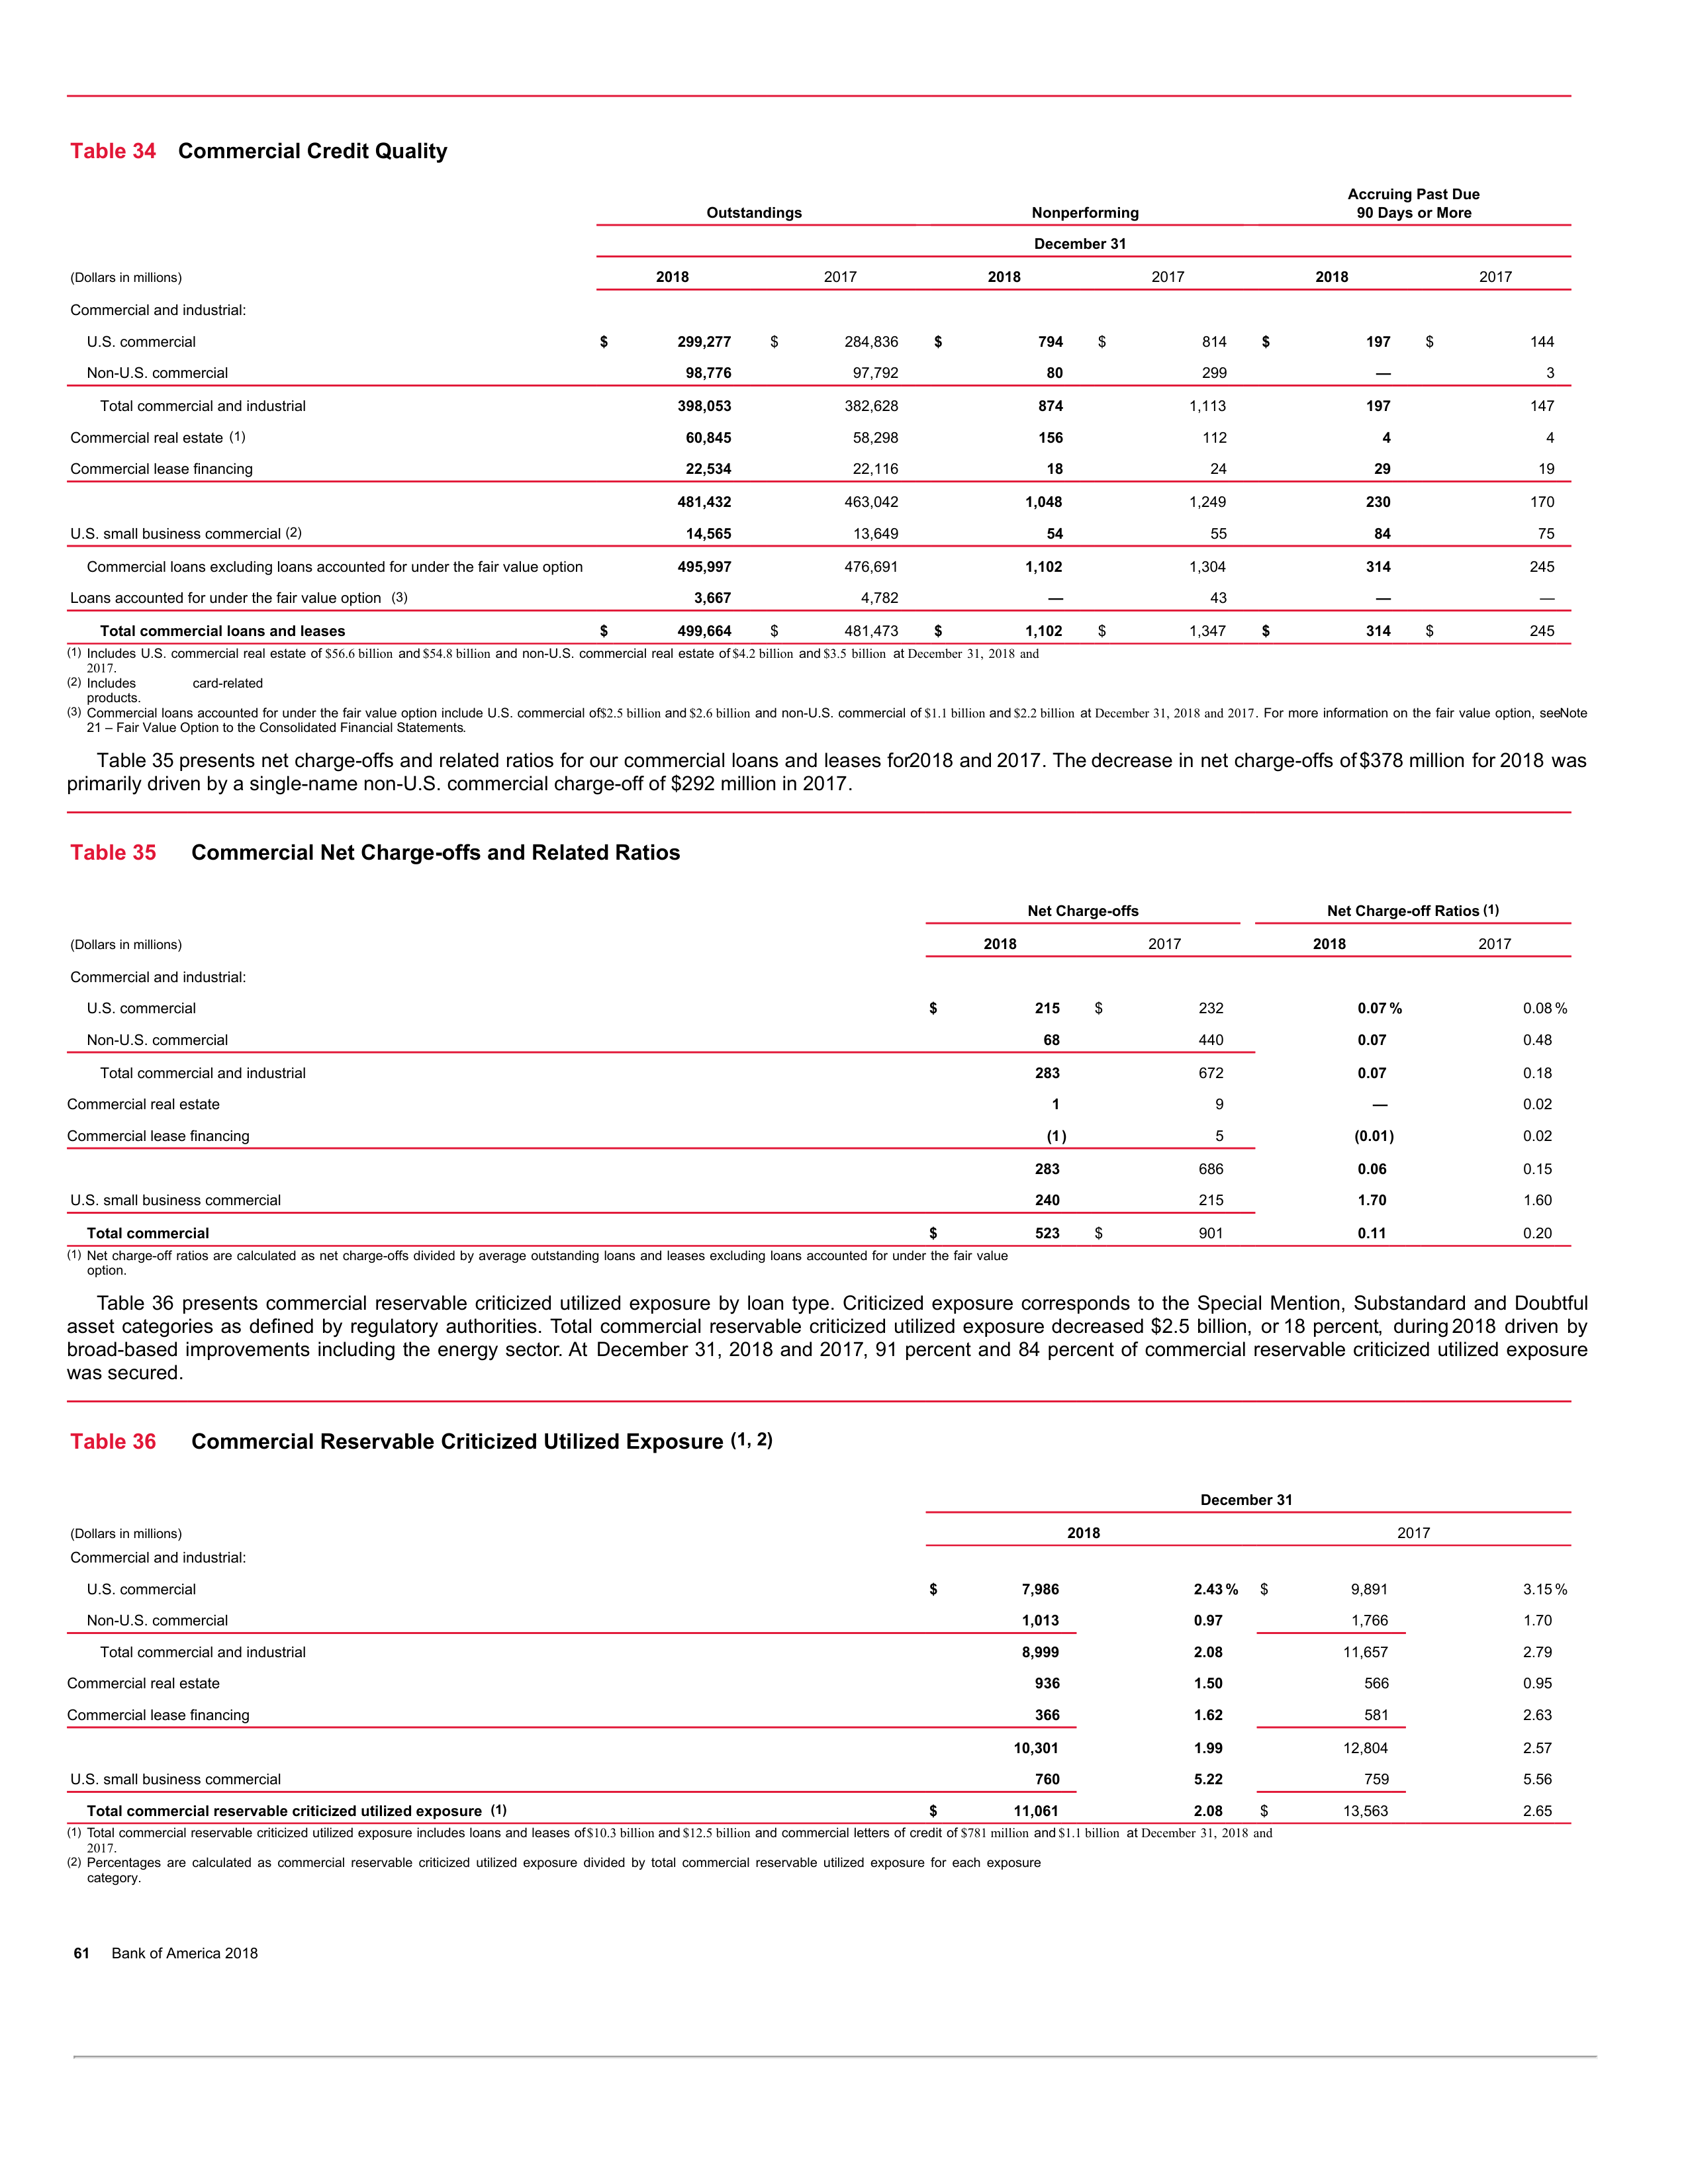 Table 34 Commercial Credit Quality
Accruing Past Due
Outstandings Nonperforming 90 Days or More
December 31
(Dollars in millions) 2018 2017 2018 2017 2018 2017
Commercial and industrial:
U.S. commercial $ 299,277 $ 284,836 $ 794 $ 814 $ 197 $ 144
Non-U.S. commercial 98,776 97,792 80 299 — 3
Total commercial and industrial 398,053 382,628 874 1,113 197 147
Commercial real estate (1) 60,845 58,298 156 112 4 4
Commercial lease financing 22,534 22,116 18 24 29 19
481,432 463,042 1,048 1,249 230 170
U.S. small business commercial (2) 14,565 13,649 54 55 84 75
Commercial loans excluding loans accounted for under the fair value option 495,997 476,691 1,102 1,304 314 245
Loans accounted for under the fair value option (3) 3,667 4,782 — 43 — —
Total commercial loans and leases $ 499,664 $ 481,473 $ 1,102 $ 1,347 $ 314 $ 245
(1) Includes U.S. commercial real estate of $56.6 billion and $54.8 billion and non-U.S. commercial real estate of $4.2 billion and $3.5 billion at December 31, 2018 and
2017.
(2) Includes card-related
products.
(3) Commercial loans accounted for under the fair value option include U.S. commercial of$2.5 billion and $2.6 billion and non-U.S. commercial of $1.1 billion and $2.2 billion at December 31, 2018 and 2017. For more information on the fair value option, seeNote
21 – Fair Value Option to the Consolidated Financial Statements.
Table 35 presents net charge-offs and related ratios for our commercial loans and leases for2018 and 2017. The decrease in net charge-offs of $378 million for 2018 was
primarily driven by a single-name non-U.S. commercial charge-off of $292 million in 2017.
Table 35 Commercial Net Charge-offs and Related Ratios
Net Charge-offs Net Charge-off Ratios (1)
(Dollars in millions) 2018 2017 2018 2017
Commercial and industrial:
U.S. commercial $ 215 $ 232 0.07 % 0.08 %
Non-U.S. commercial 68 440 0.07 0.48
Total commercial and industrial 283 672 0.07 0.18
Commercial real estate 1 9 — 0.02
Commercial lease financing (1) 5 (0.01) 0.02
283 686 0.06 0.15
U.S. small business commercial 240 215 1.70 1.60
Total commercial $ 523 $ 901 0.11 0.20
(1) Net charge-off ratios are calculated as net charge-offs divided by average outstanding loans and leases excluding loans accounted for under the fair value
option.
Table 36 presents commercial reservable criticized utilized exposure by loan type. Criticized exposure corresponds to the Special Mention, Substandard and Doubtful
asset categories as defined by regulatory authorities. Total commercial reservable criticized utilized exposure decreased $2.5 billion, or 18 percent, during 2018 driven by
broad-based improvements including the energy sector. At December 31, 2018 and 2017, 91 percent and 84 percent of commercial reservable criticized utilized exposure
was secured.
Table 36 Commercial Reservable Criticized Utilized Exposure (1, 2)
December 31
(Dollars in millions) 2018 2017
Commercial and industrial:
U.S. commercial $ 7,986 2.43 % $ 9,891 3.15 %
Non-U.S. commercial 1,013 0.97 1,766 1.70
Total commercial and industrial 8,999 2.08 11,657 2.79
Commercial real estate 936 1.50 566 0.95
Commercial lease financing 366 1.62 581 2.63
10,301 1.99 12,804 2.57
U.S. small business commercial 760 5.22 759 5.56
Total commercial reservable criticized utilized exposure (1) $ 11,061 2.08 $ 13,563 2.65
(1) Total commercial reservable criticized utilized exposure includes loans and leases of $10.3 billion and $12.5 billion and commercial letters of credit of $781 million and $1.1 billion at December 31, 2018 and
2017.
(2) Percentages are calculated as commercial reservable criticized utilized exposure divided by total commercial reservable utilized exposure for each exposure
category.
61 Bank of America 2018